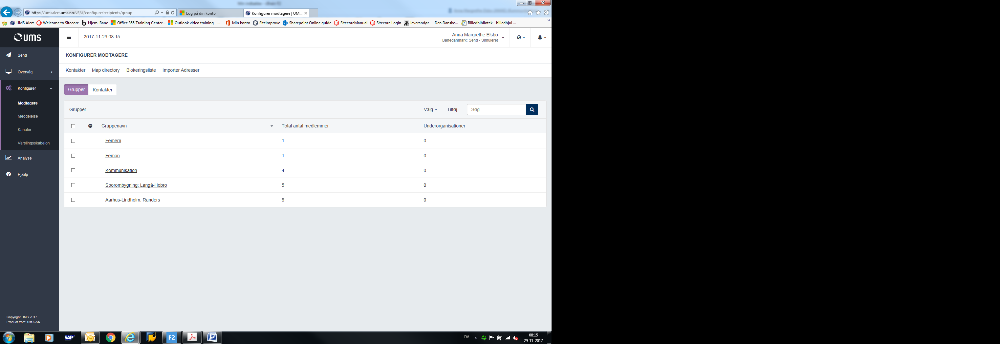 https://umsalert.ums.no/v2/#/configure/recipients/group
Log på din konto
Konfigurer modtagere | UM...
UMS Alert
Welcome to Sitecore
Hjem Bane
Office 365 Training Center...
Outlook video training - ...
Min konto
Siteimprove
Sharepoint Online guide
SitecoreManual
Sitecore Login
leverandør — Den Danske...
Billedbibliotek - billedhjul ...
UMS
2017-11-29 08:15
Anna Margrethe Elsbo
Banedanmark: Send - Simuleret
Send
Overvåg
Konfigurer
Modtagere
Meddelelse
Kanaler
Varslingsskabelon
Analyse
Hjælp
KONFIGURER MODTAGERE
Kontakter Map directory Blokeringsliste Importer Adresser
Grupper Kontakter
Grupper Valg Tilføj Søg
Gruppenavn Total antal medlemmer Underorganisationer
Femern 1 0
Femon 1 0
Kommunikation 4 0
Sporombygning: Langå-Hobro 5 0
Aarhus-Lindholm: Randers 8 0
Copyright UMS 2017
Product from: UMS AS
SAP
F2
DA
08:15
29-11-2017